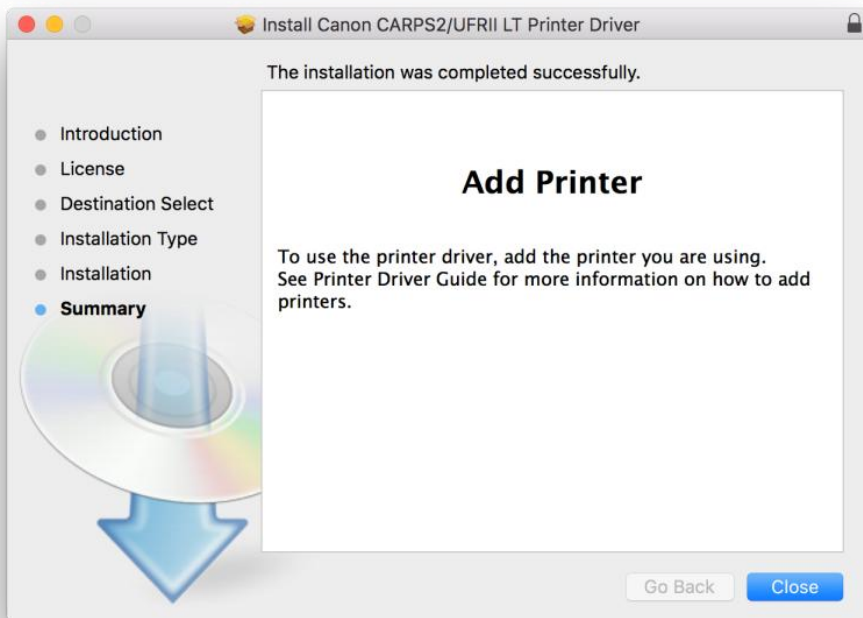 Install Canon CARPS2/UFRII LT Printer Driver
The installation was completed successfully.
Introduction
License
Destination Select
Installation Type
Installation
Summary
Add Printer
To use the printer driver, add the printer you are using.
See Printer Driver Guide for more information on how to add
printers.
Go Back
Close